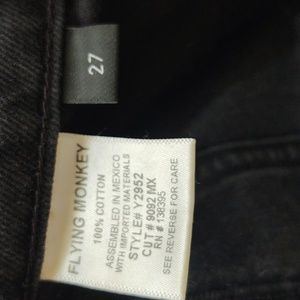 27
FLYING MONKEY
100% COTTON
ASSEMBLED IN MEXICO
WITH IMPORTED MATERIALS
STYLE# Y2952
CUT # 9092 MX
RN # 138395
SEE REVERSE FOR CARE